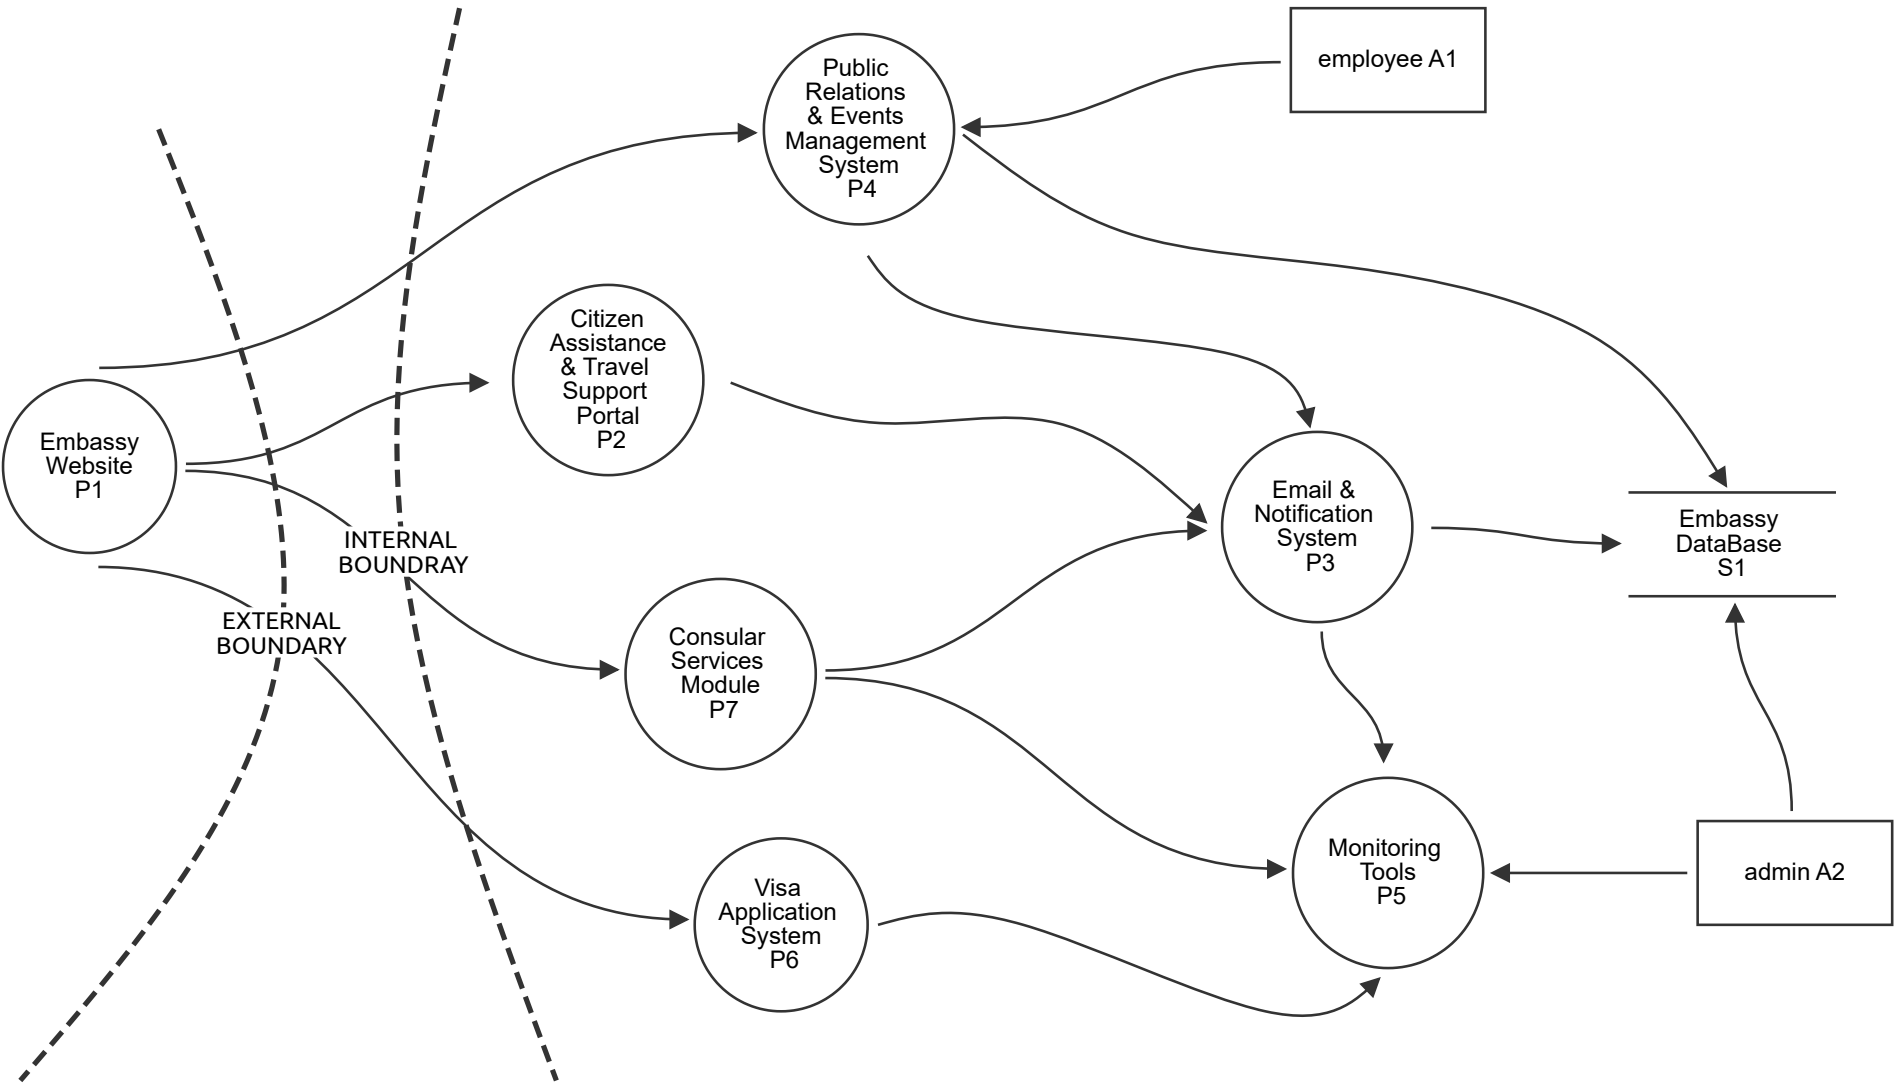 Public
Relations
& Events
Management
System
P4
employee A1
Citizen
Assistance
& Travel
Support
Portal
P2
Embassy
Website
P1
Email &
Notification
System
P3
Embassy
DataBase
S1
INTERNAL
BOUNDRAY
EXTERNAL
BOUNDARY
Consular
Services
Module
P7
Monitoring
Tools
P5
admin A2
Visa
Application
System
P6